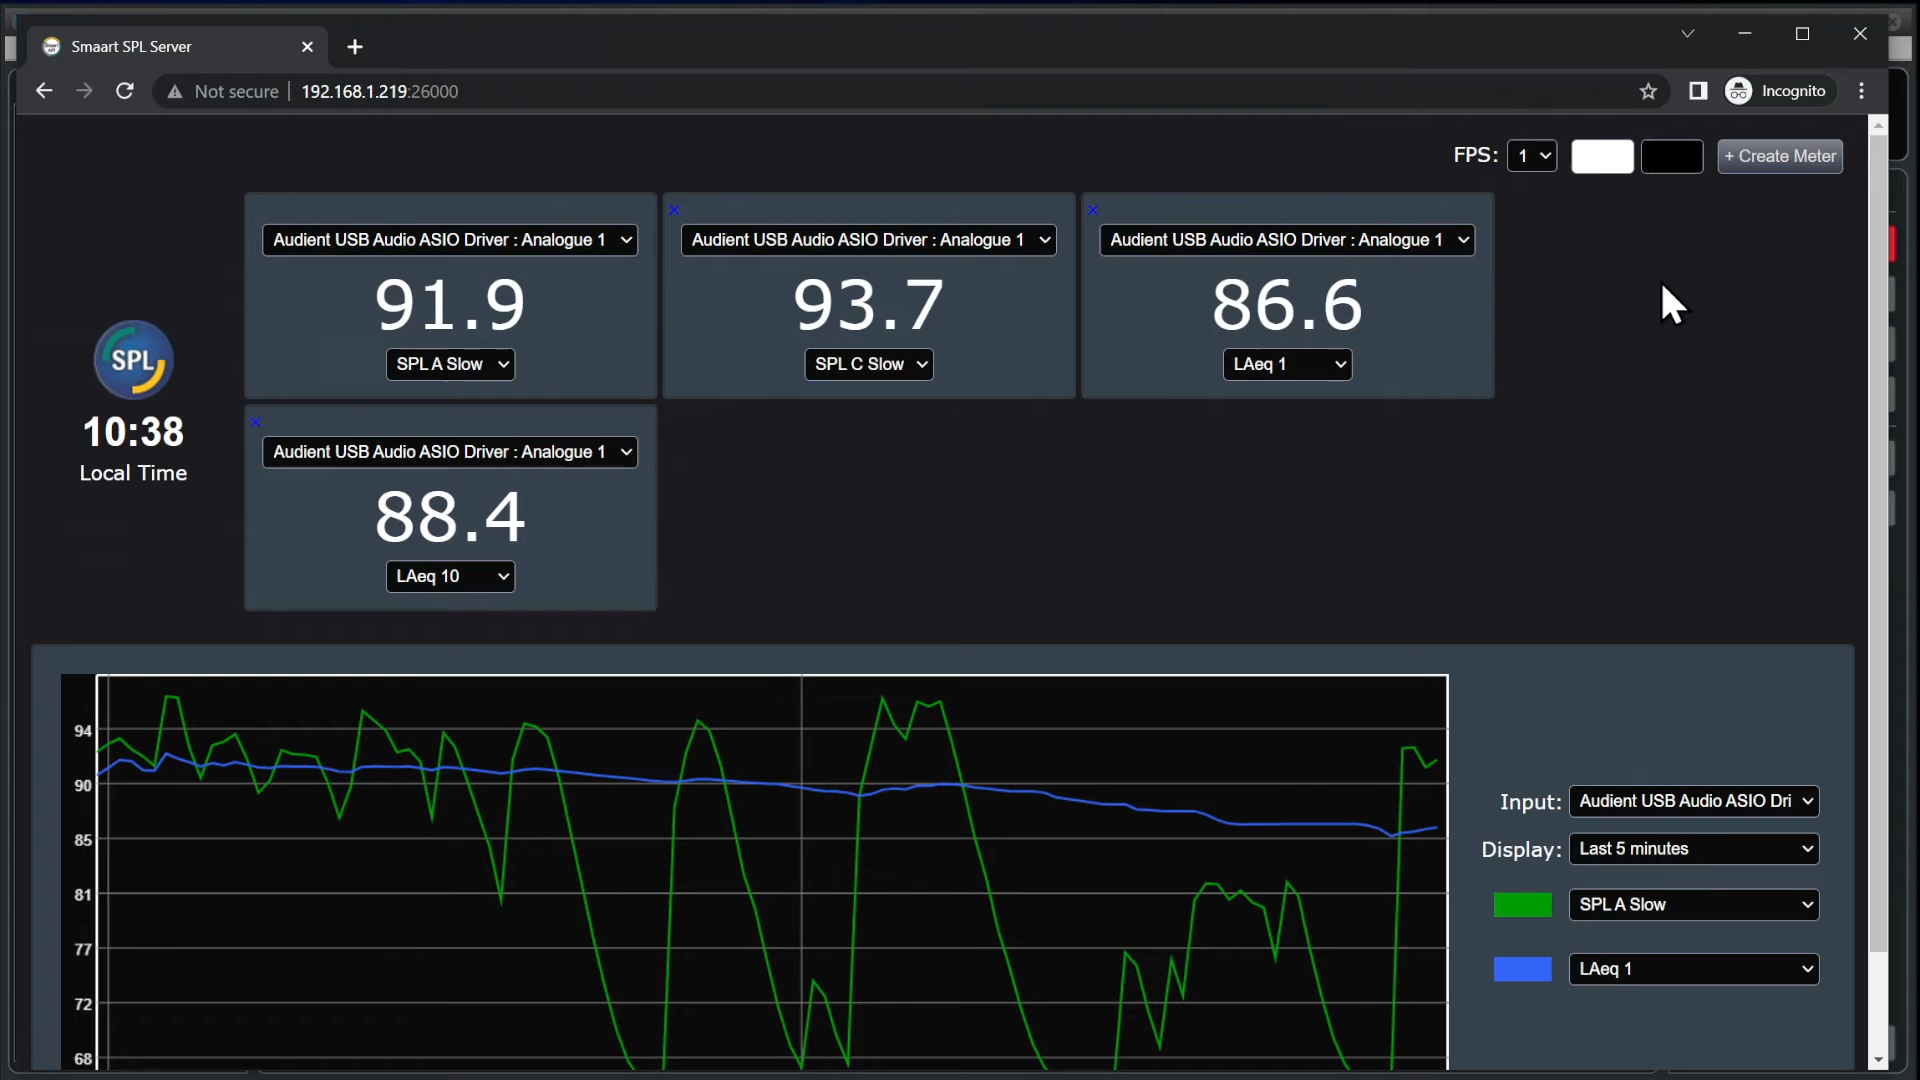 Smaart SPL Server
Not secure 192.168.1.219:26000
Incognito
FPS: 1 + Create Meter
Audient USB Audio ASIO Driver : Analogue 1
91.9
SPL A Slow
Audient USB Audio ASIO Driver : Analogue 1
93.7
SPL C Slow
Audient USB Audio ASIO Driver : Analogue 1
86.6
LAeq 1
SPL
10:38
Local Time
Audient USB Audio ASIO Driver : Analogue 1
88.4
LAeq 10
94
90
85
81
77
72
68
Input: Audient USB Audio ASIO Dri
Display: Last 5 minutes
SPL A Slow
LAeq 1